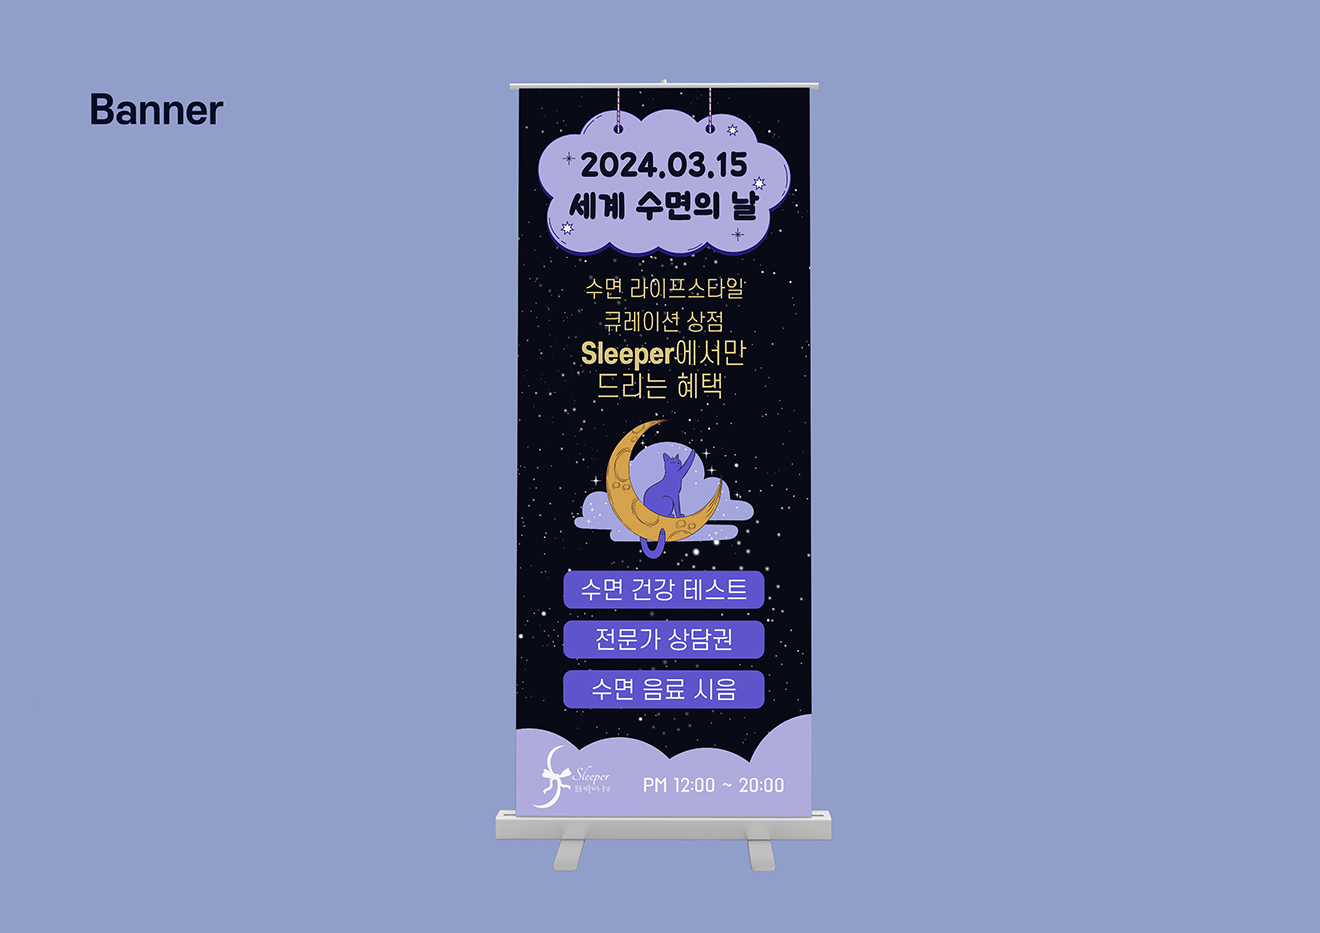 Banner
2024.03.15
세계 수면의 날
수면 라이프스타일
큐레이션 상점
Sleeper에서만
드리는 혜택
수면 건강 테스트
전문가 상담권
수면 음료 시음
Sleeper
PM 12:00 ~ 20:00